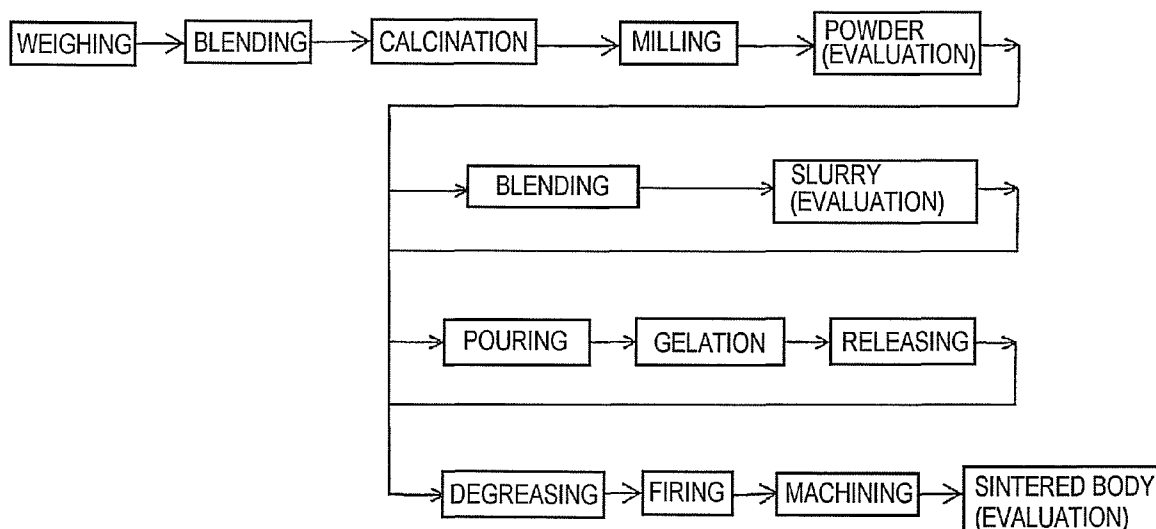 WEIGHING
BLENDING
CALCINATION
MILLING
POWDER
(EVALUATION)
BLENDING
SLURRY
(EVALUATION)
POURING
GELATION
RELEASING
DEGREASING
FIRING
MACHINING
SINTERED BODY
(EVALUATION)